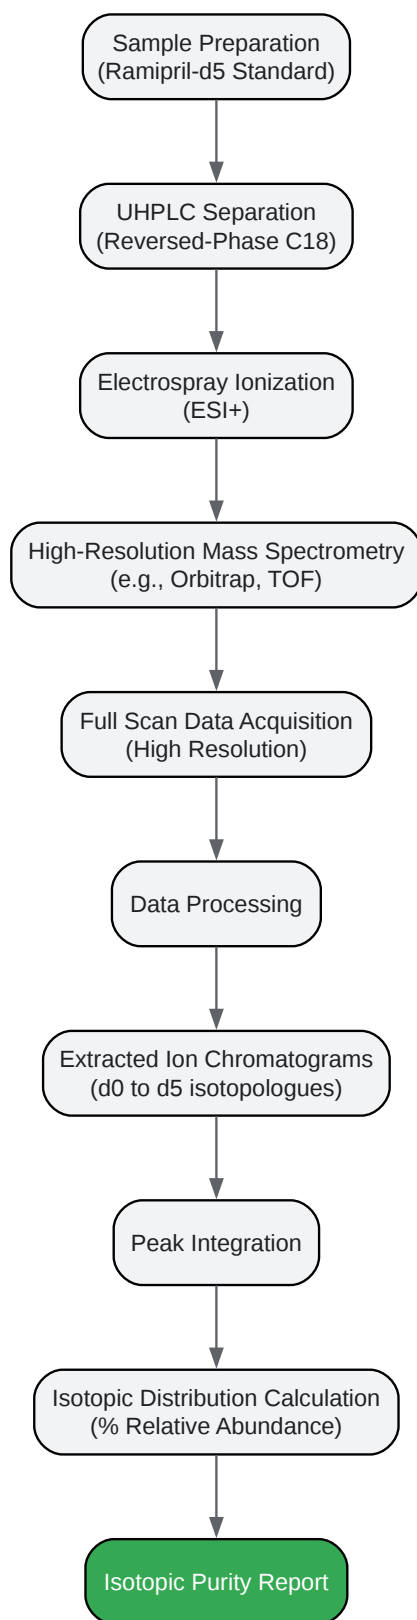 Sample Preparation
(Ramipril-d5 Standard)
UHPLC Separation
(Reversed-Phase C18)
Electrospray Ionization
(ESI+)
High-Resolution Mass Spectrometry
(e.g., Orbitrap, TOF)
Full Scan Data Acquisition
(High Resolution)
Data Processing
Extracted Ion Chromatograms
(d0 to d5 isotopologues)
Peak Integration
Isotopic Distribution Calculation
(% Relative Abundance)
Isotopic Purity Report